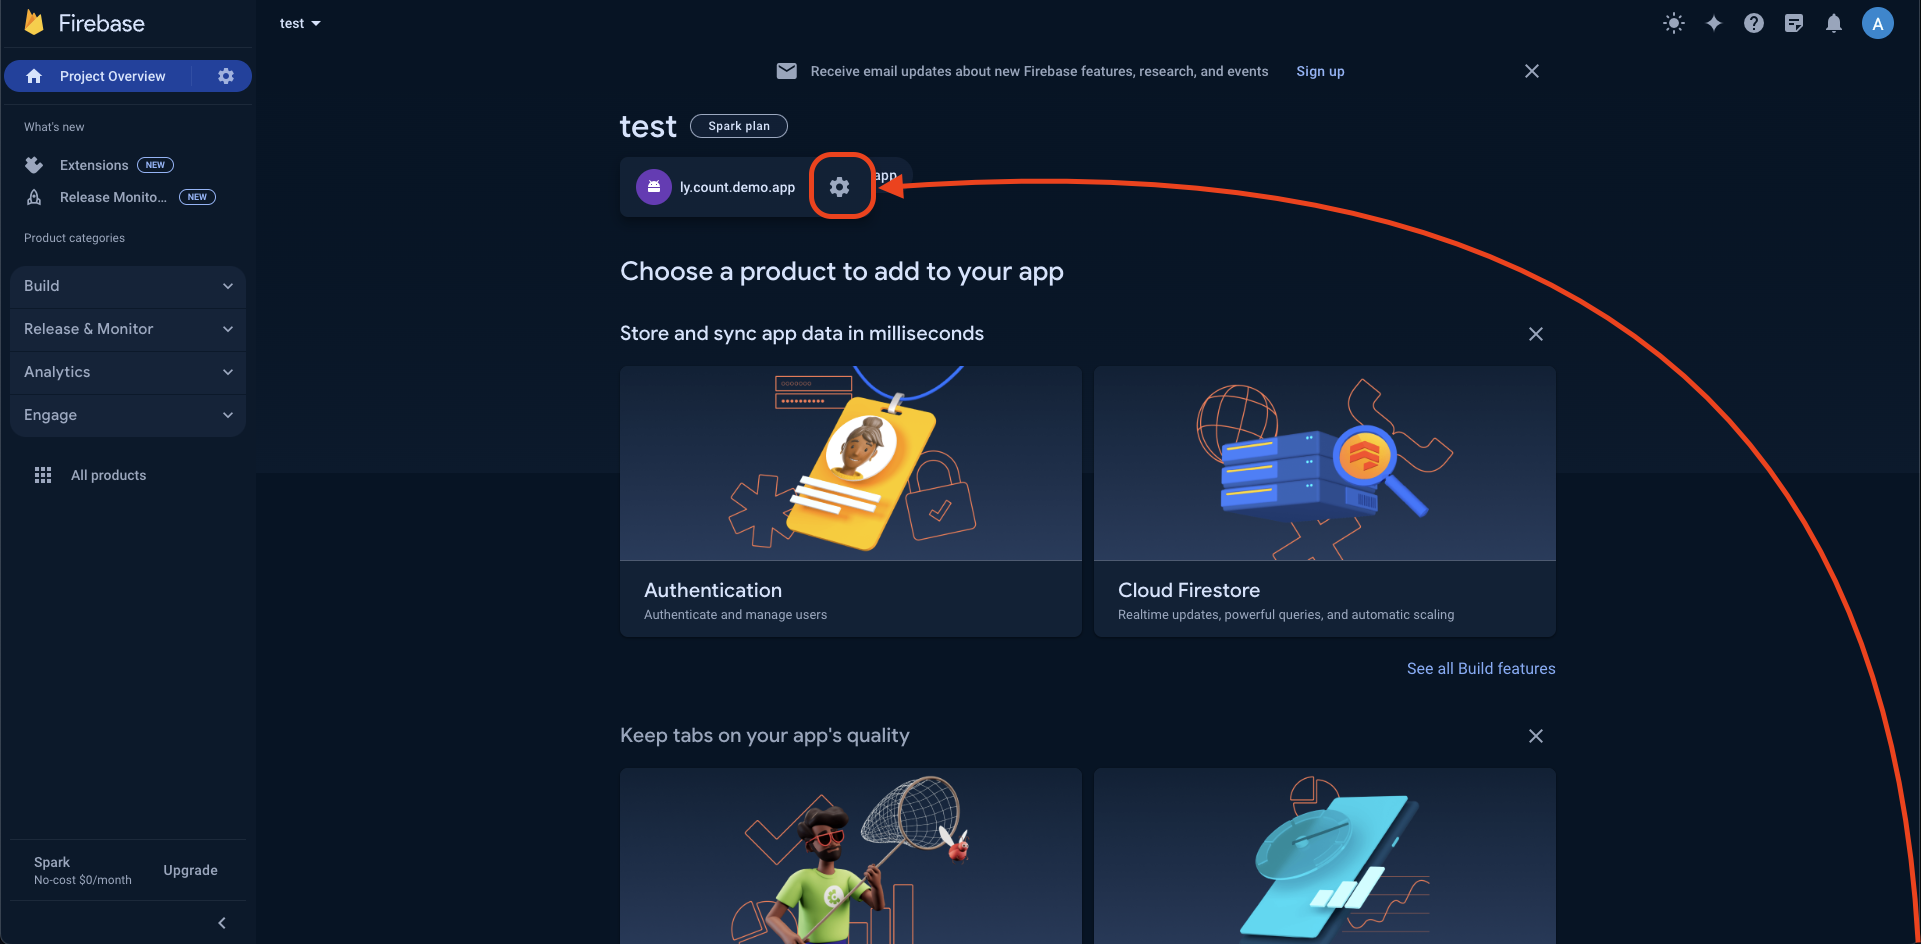 Firebase
test
A
Project Overview
Receive email updates about new Firebase features, research, and events Sign up
What's new
Extensions NEW
Release Monito... NEW
Product categories
Build
Release & Monitor
Analytics
Engage
All products
Spark
No-cost $0/month
Upgrade
test Spark plan
ly.count.demo.app
app
Choose a product to add to your app
Store and sync app data in milliseconds
Authentication
Authenticate and manage users
Cloud Firestore
Realtime updates, powerful queries, and automatic scaling
See all Build features
Keep tabs on your app's quality